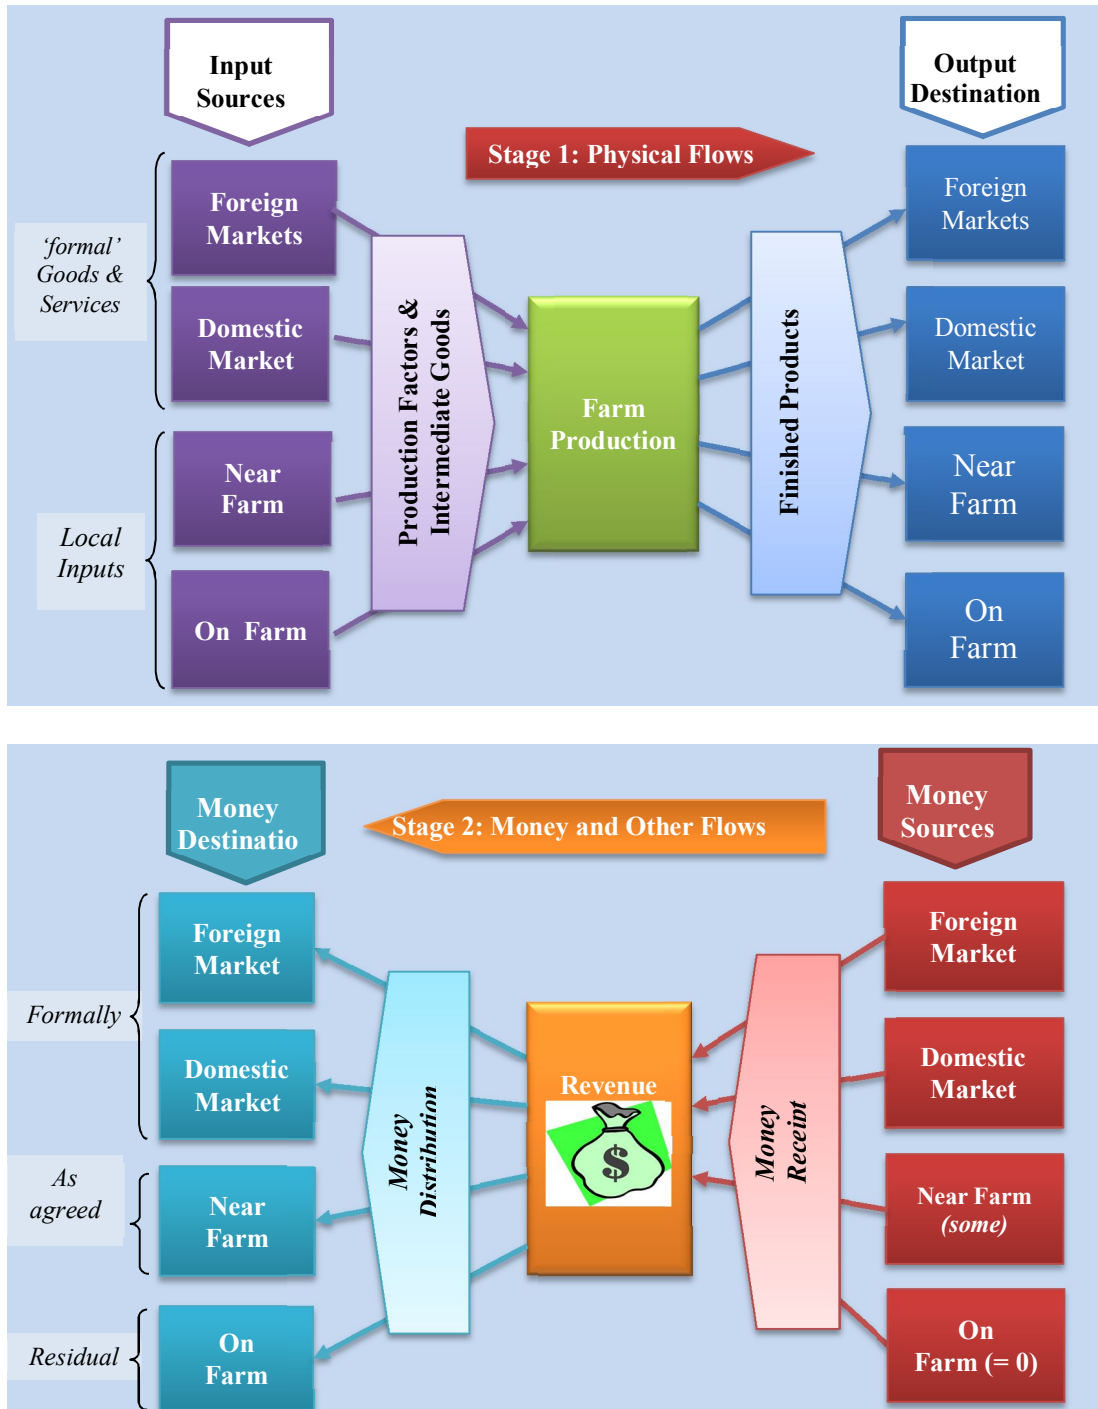 Input
Sources
Output
Destination
Stage 1: Physical Flows
‘formal’
Goods &
Services
Foreign
Markets
Domestic
Market
Local
Inputs
Near
Farm
On Farm
Production Factors &
Intermediate Goods
Farm
Production
Finished Products
Foreign
Markets
Domestic
Market
Near
Farm
On
Farm
Money
Destinatio
Stage 2: Money and Other Flows
Money
Sources
Formally
Foreign
Market
Domestic
Market
As
agreed
Near
Farm
Residual
On
Farm
Money
Distribution
Revenue
$
Money
Receipt
Foreign
Market
Domestic
Market
Near Farm
(some)
On
Farm (= 0)